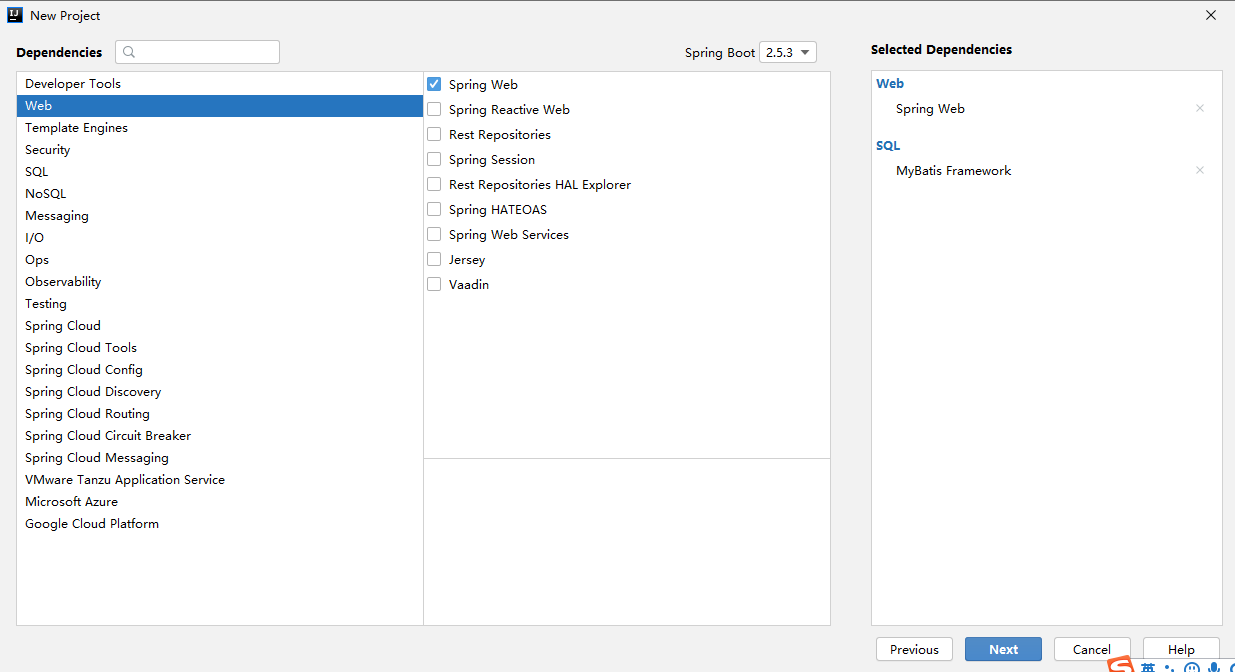 New Project
Dependencies
Spring Boot 2.5.3
Selected Dependencies
Developer Tools
Web
Template Engines
Security
SQL
NoSQL
Messaging
I/O
Ops
Observability
Testing
Spring Cloud
Spring Cloud Tools
Spring Cloud Config
Spring Cloud Discovery
Spring Cloud Routing
Spring Cloud Circuit Breaker
Spring Cloud Messaging
VMware Tanzu Application Service
Microsoft Azure
Google Cloud Platform
Spring Web
Spring Reactive Web
Rest Repositories
Spring Session
Rest Repositories HAL Explorer
Spring HATEOAS
Spring Web Services
Jersey
Vaadin
Web
Spring Web
SQL
MyBatis Framework
Previous
Next
Cancel
Help
英